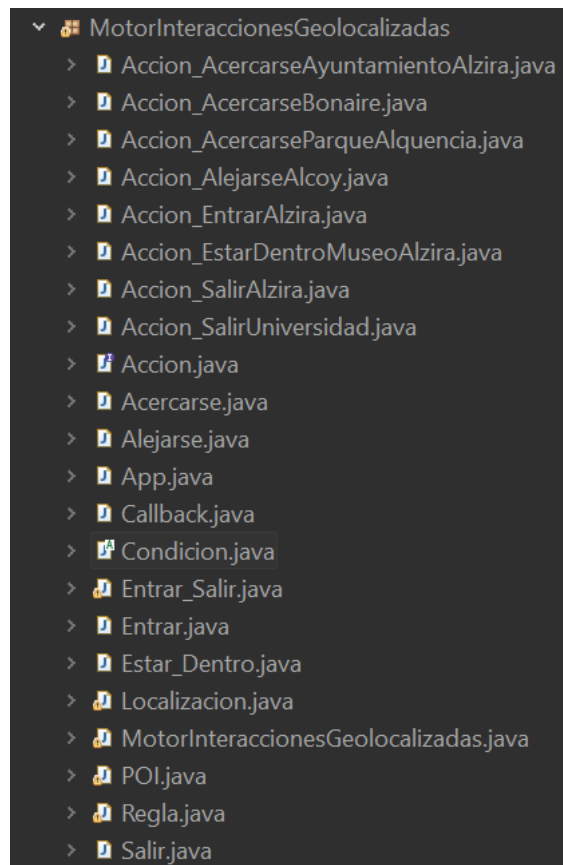 MotorInteraccionesGeolocalizadas
Accion_AcercarseAyuntamientoAlzira.java
Accion_AcercarseBonaire.java
Accion_AcercarseParqueAlquencia.java
Accion_AlejarseAlcoy.java
Accion_EntrarAlzira.java
Accion_EstarDentroMuseoAlzira.java
Accion_SalirAlzira.java
Accion_SalirUniversidad.java
Accion.java
Acercarse.java
Alejarse.java
App.java
Callback.java
Condicion.java
Entrar_Salir.java
Entrar.java
Estar_Dentro.java
Localizacion.java
MotorInteraccionesGeolocalizadas.java
POI.java
Regla.java
Salir.java